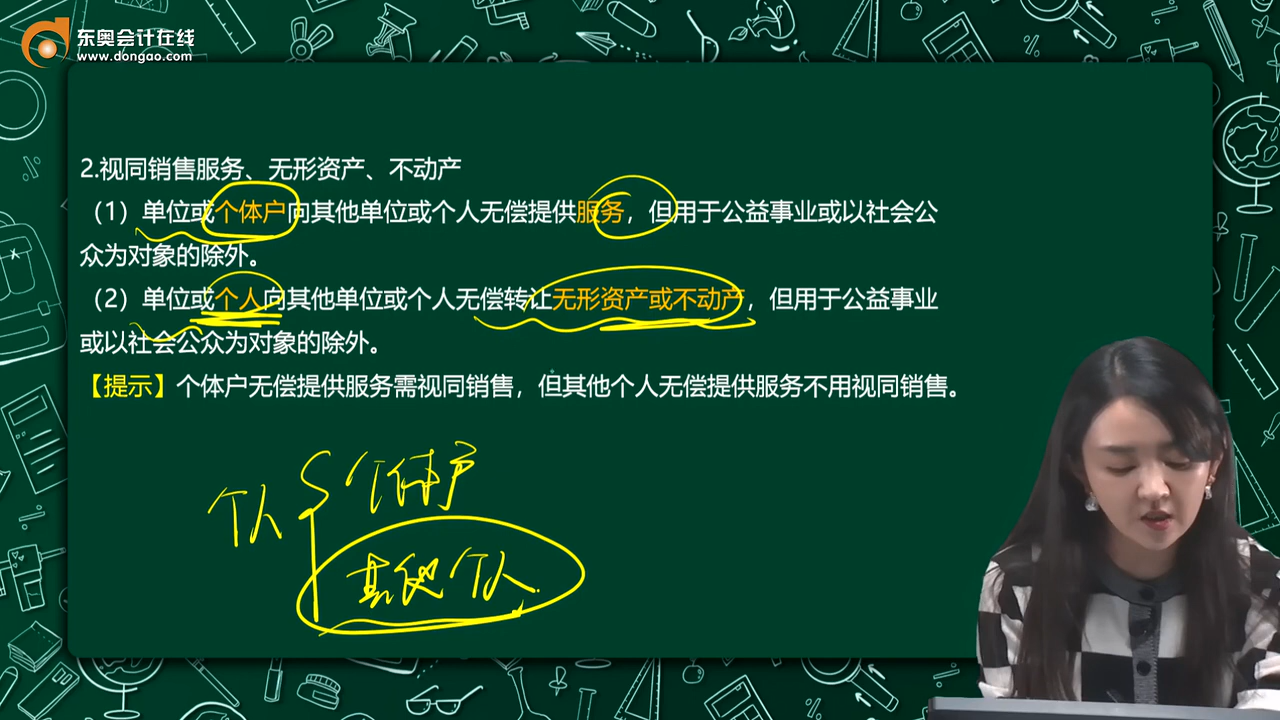 东奥会计在线
www.dongao.com
2.视同销售服务、无形资产、不动产
（1）单位或个体户向其他单位或个人无偿提供服务，但用于公益事业或以社会公
众为对象的除外。
（2）单位或个人向其他单位或个人无偿转让无形资产或不动产，但用于公益事业
或以社会公众为对象的除外。
【提示】个体户无偿提供服务需视同销售，但其他个人无偿提供服务不用视同销售。
个体户
个人
其他个人